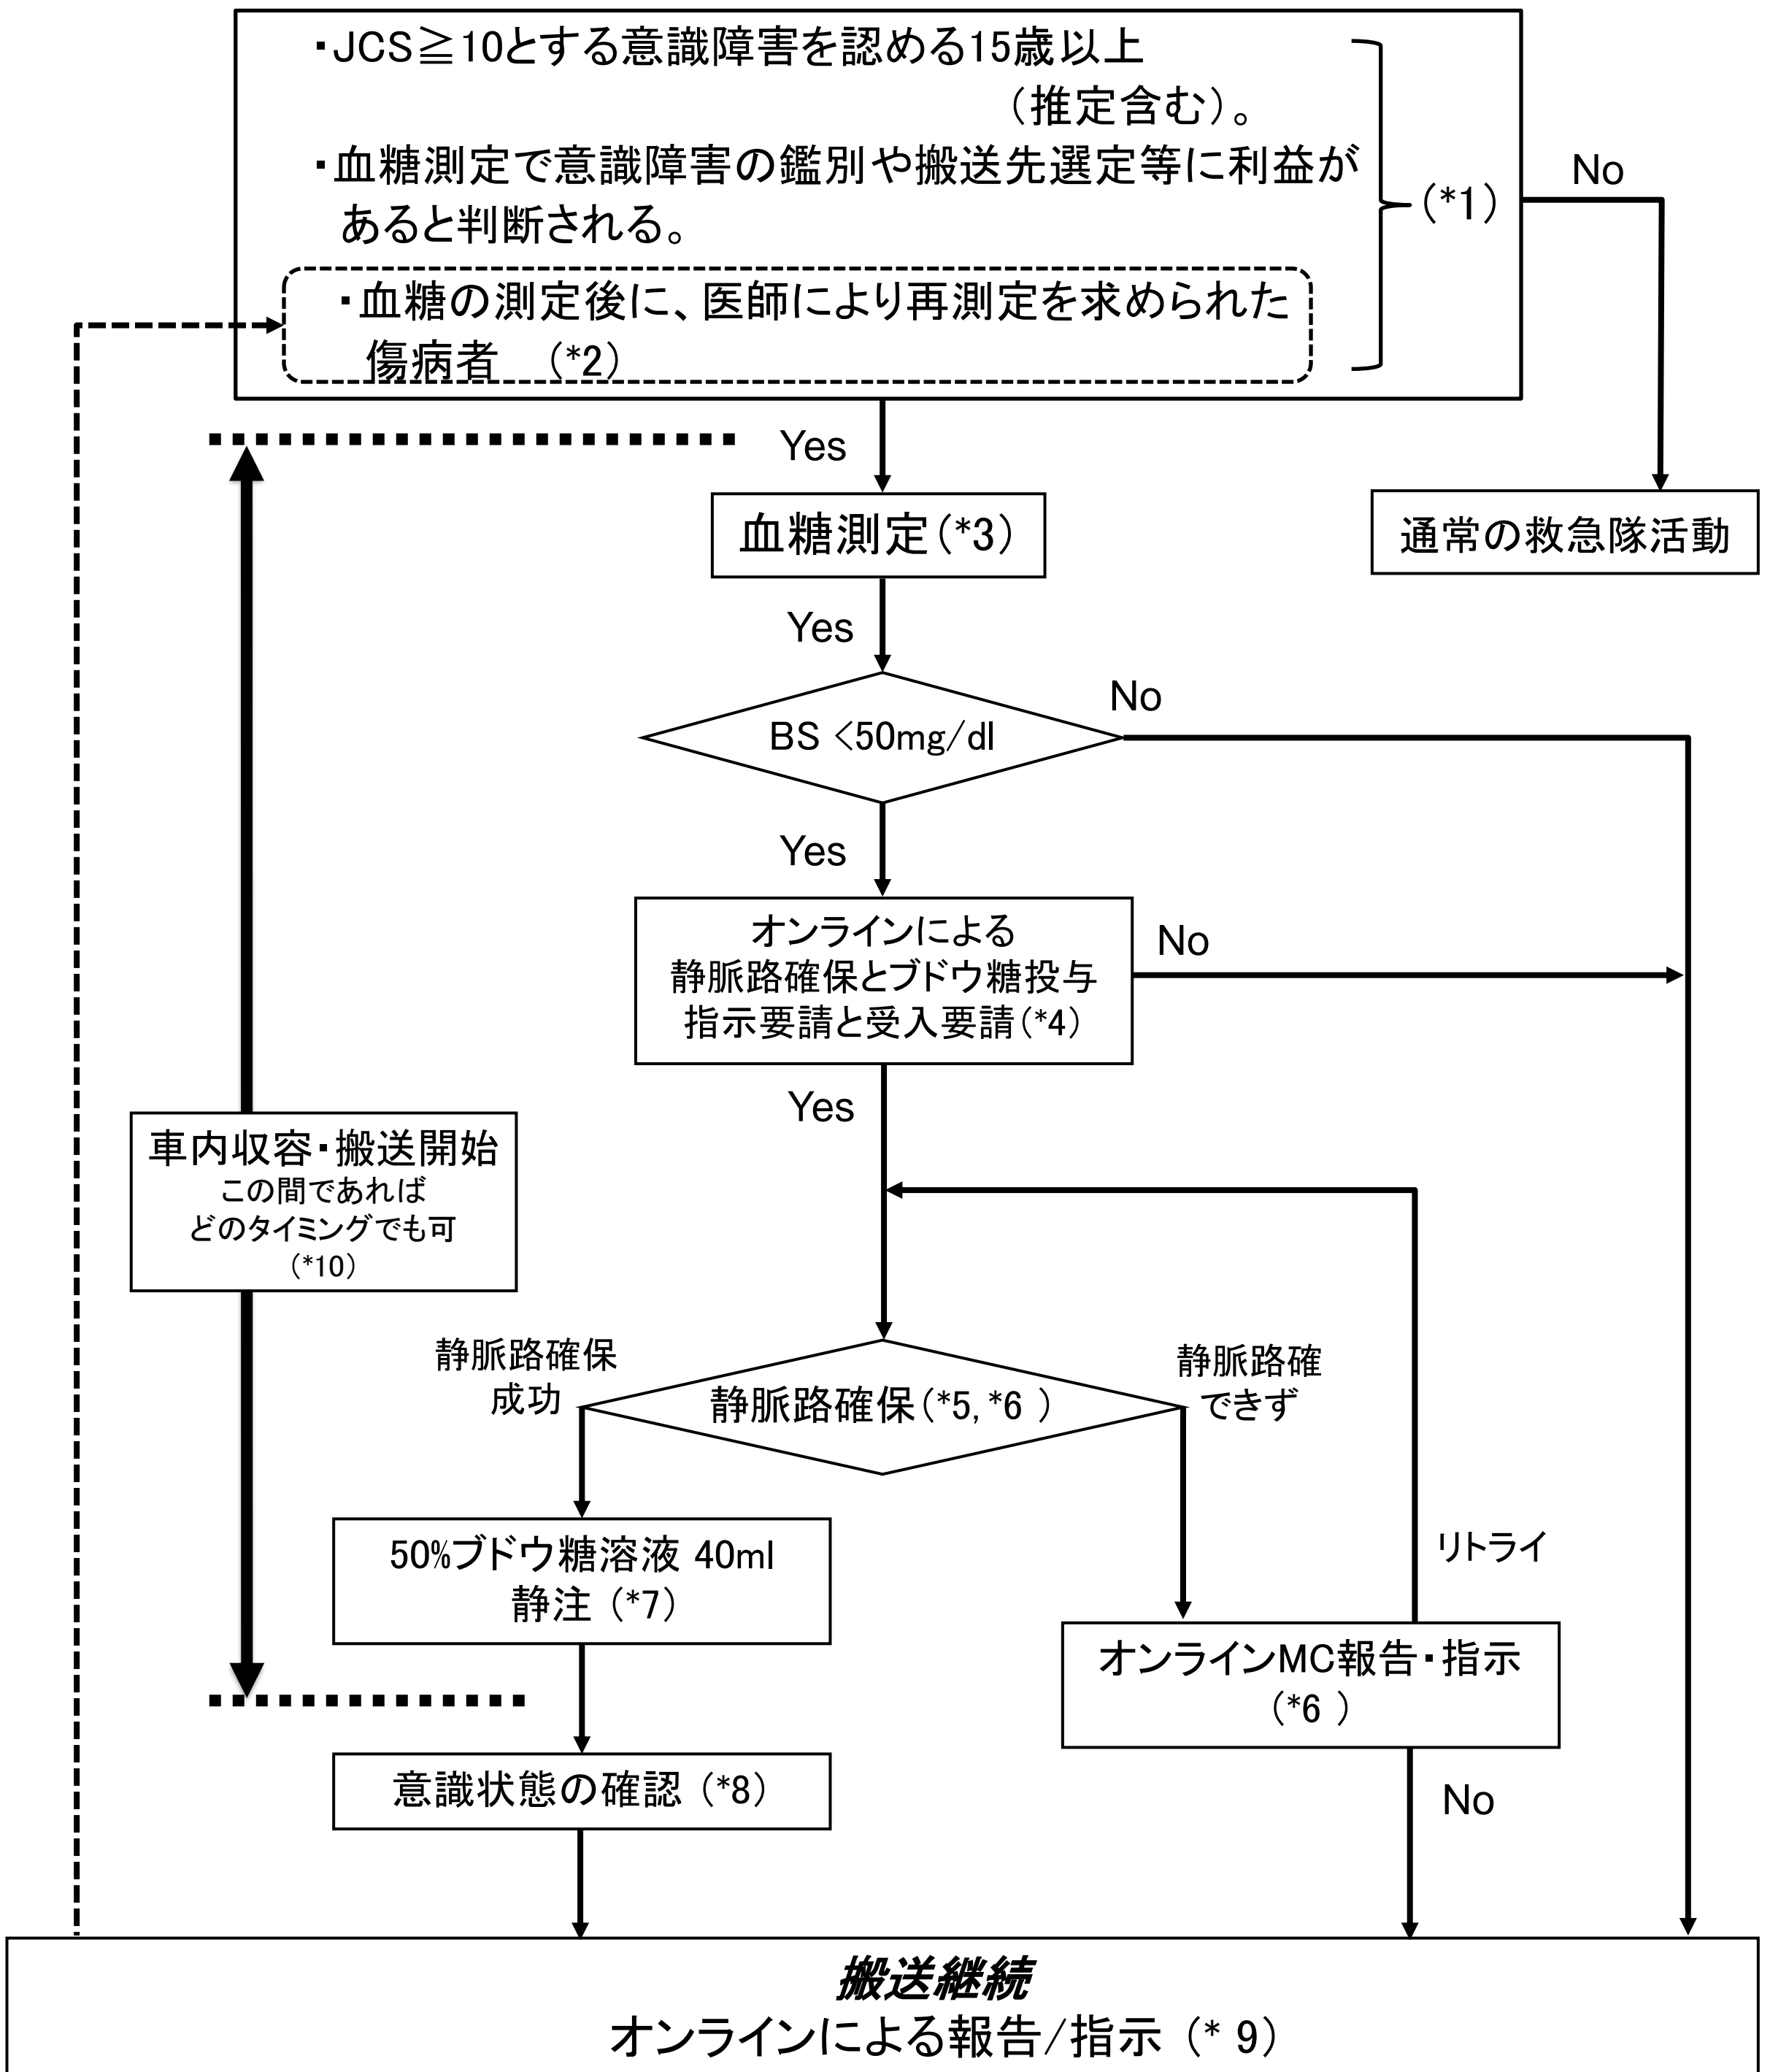 ・JCS≧10とする意識障害を認める15歳以上
（推定含む）。
・血糖測定で意識障害の鑑別や搬送先選定等に利益が
あると判断される。
・血糖の測定後に、医師により再測定を求められた
傷病者　（*2）
（*1）
No
Yes
血糖測定（*3）
通常の救急隊活動
Yes
BS <50mg/dl
No
Yes
オンラインによる
静脈路確保とブドウ糖投与
指示要請と受入要請（*4）
No
Yes
車内収容・搬送開始
この間であれば
どのタイミングでも可
（*10）
静脈路確保
成功
静脈路確保（*5, *6 ）
静脈路確
できず
50%ブドウ糖溶液 40ml
静注（*7）
リトライ
オンラインMC報告・指示
（*6 ）
意識状態の確認（*8）
No
搬送継続
オンラインによる報告/指示（* 9）